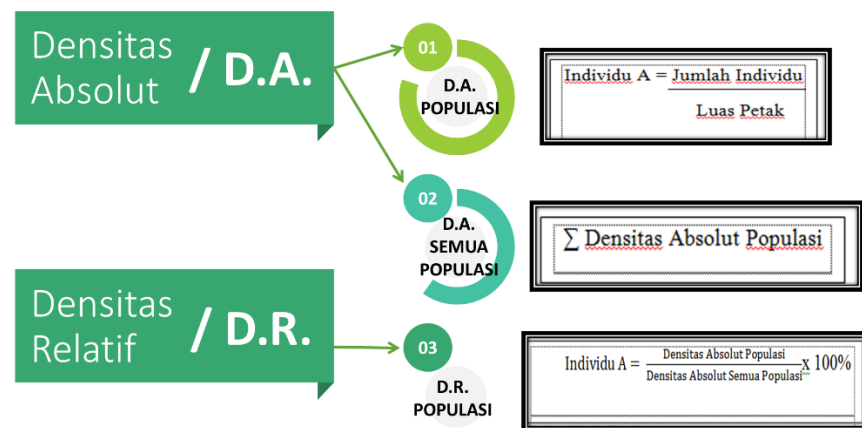 Densitas
Absolut / D.A.
01
D.A.
POPULASI
Individu A = Jumlah Individu
Luas Petak
02
D.A.
SEMUA
POPULASI
∑ Densitas Absolut Populasi
Densitas
Relatif / D.R.
03
D.R.
POPULASI
Individu A = Densitas Absolut Populasi
Densitas Absolut Semua Populasi x 100%